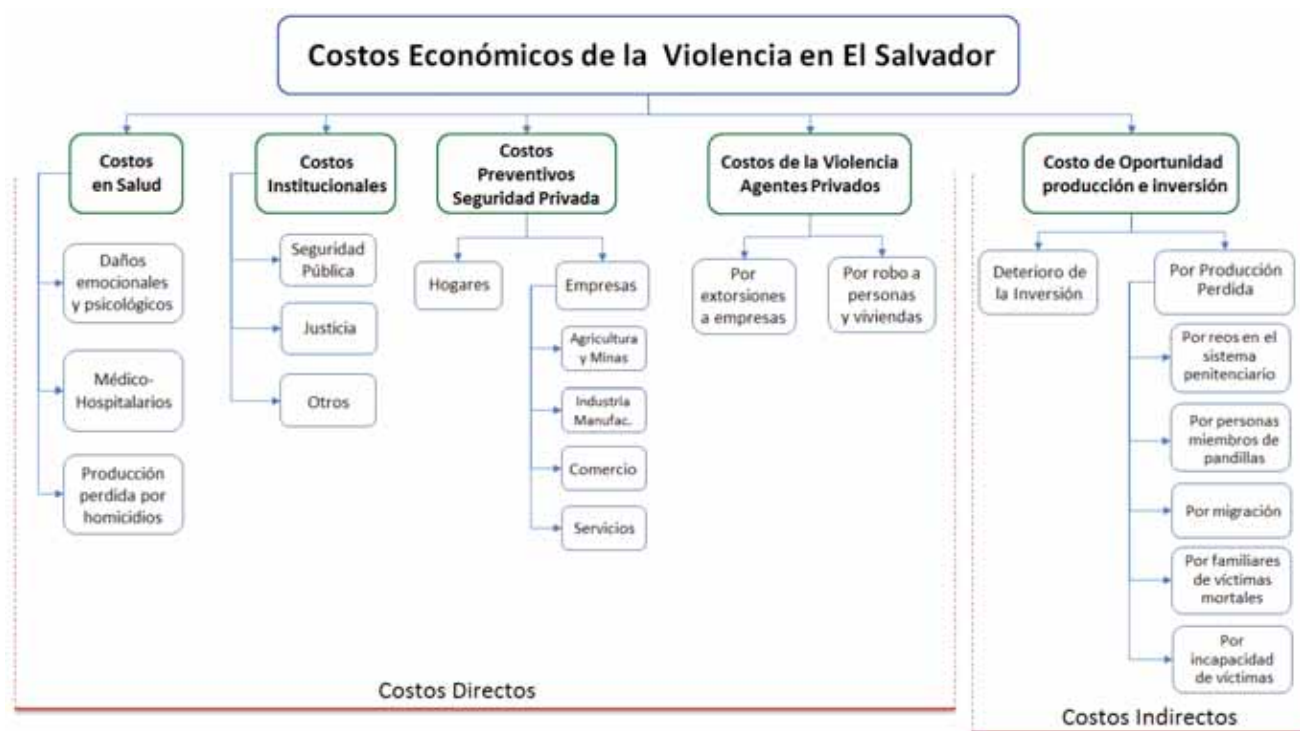 Costos Económicos de la Violencia en El Salvador
Costos
en Salud
Daños
emocionales
y psicológicos
Médico-
Hospitalarios
Producción
perdida por
homicidios
Costos
Institucionales
Seguridad
Pública
Justicia
Otros
Costos
Preventivos
Seguridad Privada
Hogares
Empresas
Agricultura
y Minas
Industria
Manufac.
Comercio
Servicios
Costos de la Violencia
Agentes Privados
Por
extorsiones
a empresas
Por robo a
personas
y viviendas
Costo de Oportunidad
producción e inversión
Deterioro de
la Inversión
Por Producción
Perdida
Por reos en el
sistema
penitenciario
Por personas
miembros de
pandillas
Por migración
Por familiares
de víctimas
mortales
Por
incapacidad
de víctimas
Costos Directos
Costos Indirectos